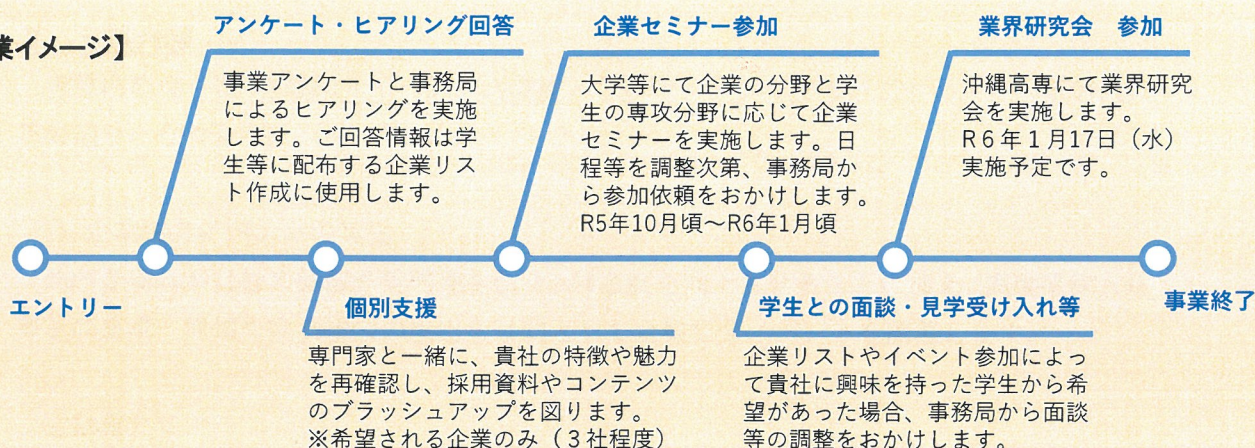 業イメージ】
アンケート・ヒアリング回答
事業アンケートと事務局
によるヒアリングを実施
します。ご回答情報は学
生等に配布する企業リス
ト作成に使用します。
企業セミナー参加
大学等にて企業の分野と学
生の専攻分野に応じて企業
セミナーを実施します。日
程等を調整次第、事務局か
ら参加依頼をおかけします。
R5年10月頃～R6年1月頃
業界研究会 参加
沖縄高専にて業界研究
会を実施します。
R６年１月17日（水）
実施予定です。
エントリー
個別支援
専門家と一緒に、貴社の特徴や魅力
を再確認し、採用資料やコンテンツ
のブラッシュアップを図ります。
※希望される企業のみ（３社程度）
学生との面談・見学受け入れ等
企業リストやイベント参加によっ
て貴社に興味を持った学生から希
望があった場合、事務局から面談
等の調整をおかけします。
事業終了